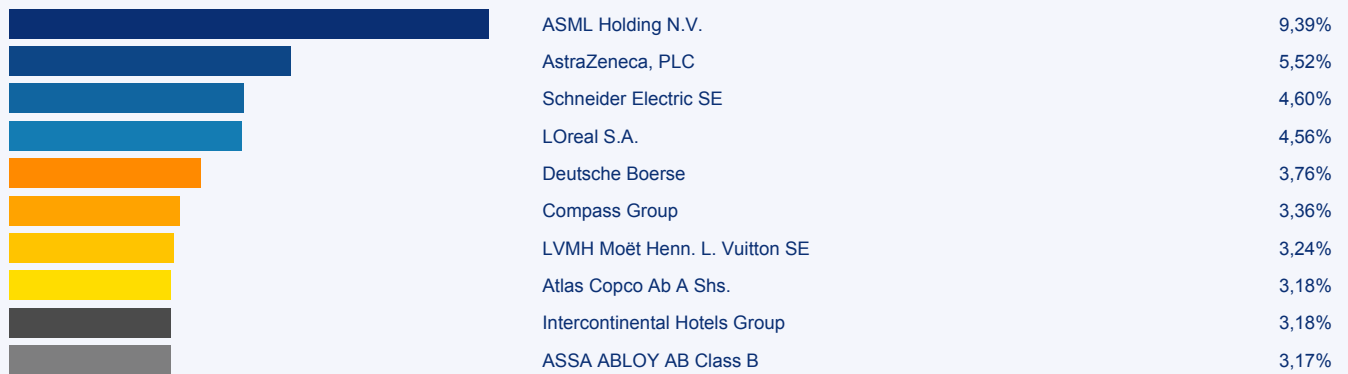 ASML Holding N.V. 9,39%
AstraZeneca, PLC 5,52%
Schneider Electric SE 4,60%
LOreal S.A. 4,56%
Deutsche Boerse 3,76%
Compass Group 3,36%
LVMH Moët Henn. L. Vuitton SE 3,24%
Atlas Copco Ab A Shs. 3,18%
Intercontinental Hotels Group 3,18%
ASSA ABLOY AB Class B 3,17%